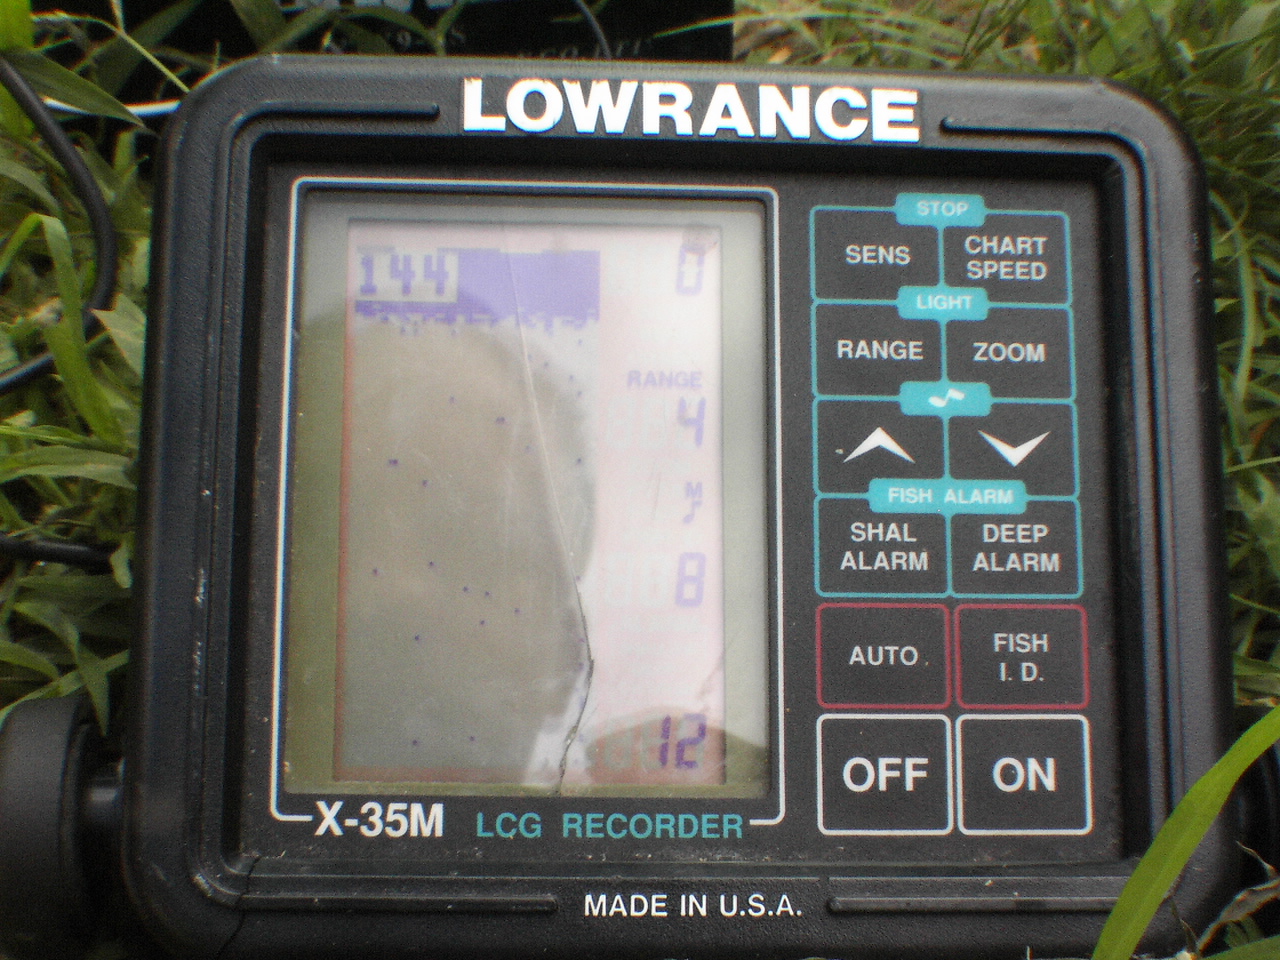 LOWRANCE
144
0
RANGE
4
M
8
12
STOP
SENS
CHART
SPEED
LIGHT
RANGE
ZOOM
FISH ALARM
SHAL
ALARM
DEEP
ALARM
AUTO
FISH
I. D.
OFF
ON
X-35M LCG RECORDER
MADE IN U.S.A.